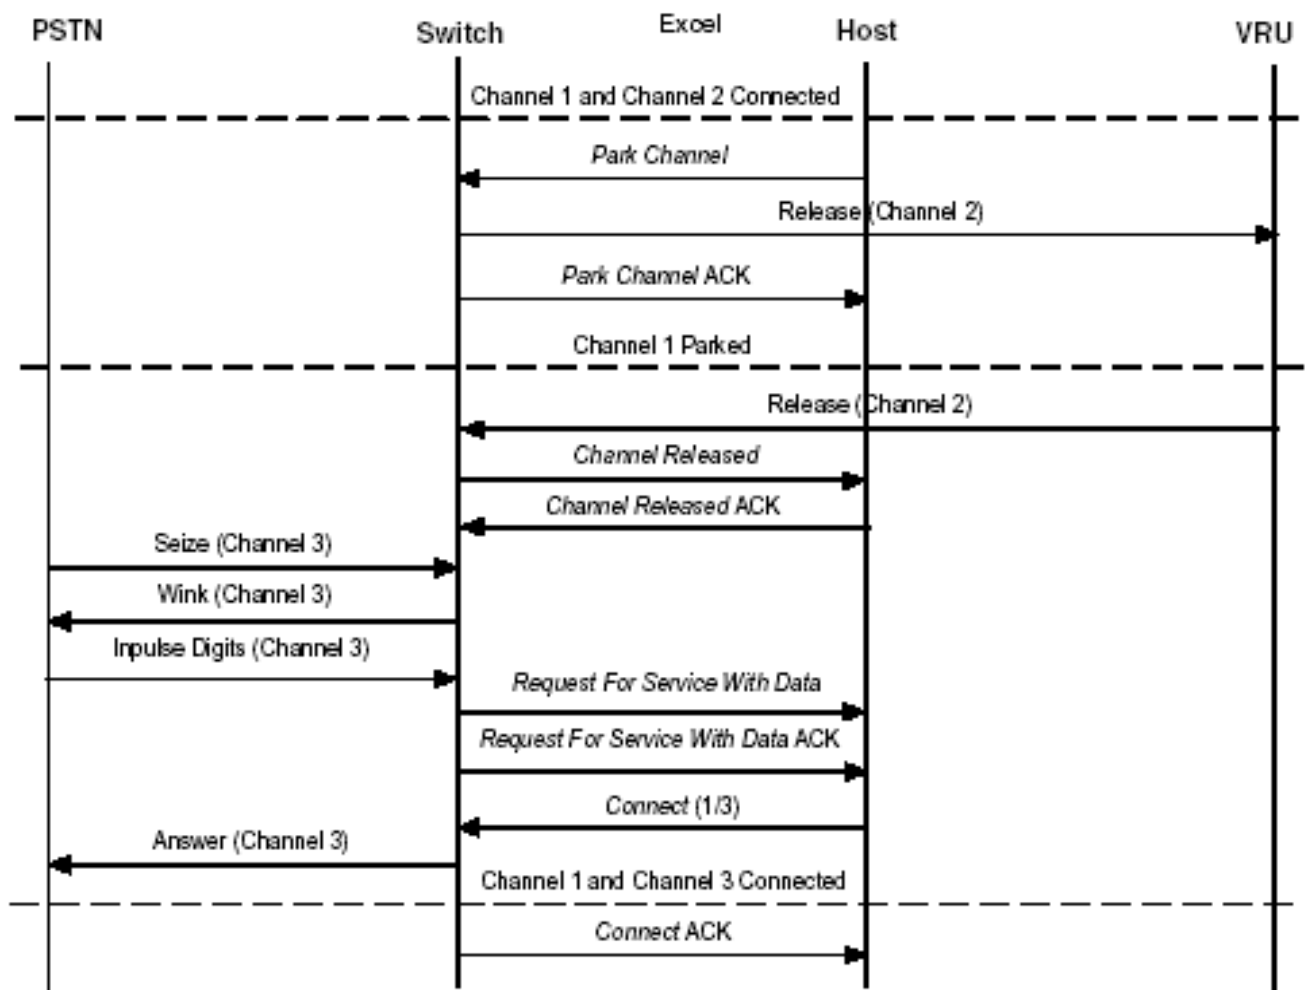 PSTN
Switch
Excel
Host
VRU
Channel 1 and Channel 2 Connected
Park Channel
Release (Channel 2)
Park Channel ACK
Channel 1 Parked
Release (Channel 2)
Channel Released
Channel Released ACK
Seize (Channel 3)
Wink (Channel 3)
Inpulse Digits (Channel 3)
Request For Service With Data
Request For Service With Data ACK
Connect (1/3)
Answer (Channel 3)
Channel 1 and Channel 3 Connected
Connect ACK